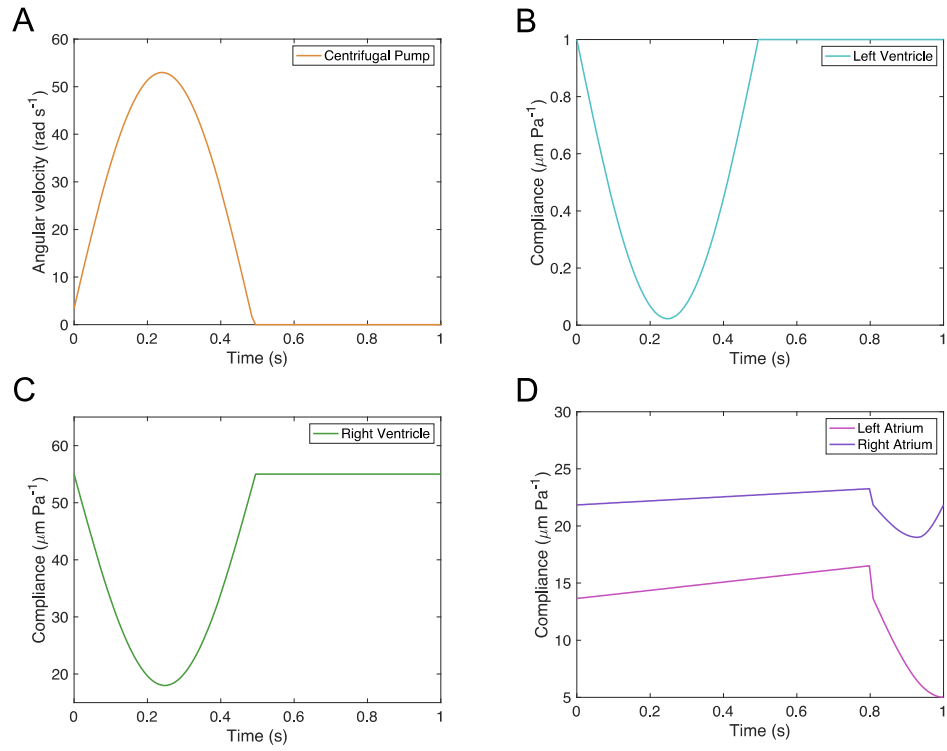 A
Angular velocity (rad s-1)
60
50
40
30
20
10
0
Centrifugal Pump
0 0.2 0.4 0.6 0.8 1
Time (s)
B
Compliance (μm Pa-1)
1
0.8
0.6
0.4
0.2
0
Left Ventricle
0 0.2 0.4 0.6 0.8 1
Time (s)
C
Compliance (μm Pa-1)
60
50
40
30
20
Right Ventricle
0 0.2 0.4 0.6 0.8 1
Time (s)
D
Compliance (μm Pa-1)
30
25
20
15
10
5
Left Atrium
Right Atrium
0 0.2 0.4 0.6 0.8 1
Time (s)